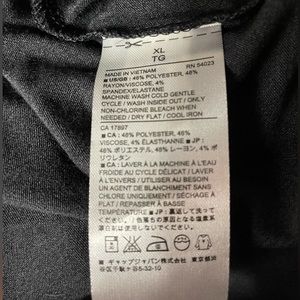 XL
TG
MADE IN VIETNAM RN 54023
■ US/GB : 48% POLYESTER, 48%
RAYON/VISCOSE, 4%
SPANDEX/ELASTANE
MACHINE WASH COLD GENTLE
CYCLE / WASH INSIDE OUT / ONLY
NON-CHLORINE BLEACH WHEN
NEEDED / DRY FLAT / COOL IRON
CA 17897
■ CA : 48% POLYESTER, 48%
VISCOSE, 4% ÉLASTHANNE ■ JP :
48% ポリエステル, 48% レーヨン, 4% ポ
リウレタン
■ CA : LAVER À LA MACHINE À L'EAU
FROIDE AU CYCLE DÉLICAT / LAVER
À L'ENVERS / AU BESOIN, UTILISER
UN AGENT DE BLANCHIMENT SANS
CHLORE UNIQUEMENT / SÉCHAGE À
PLAT / REPASSER À BASSE
TEMPÉRATURE ■ JP : 裏返して洗って
ください。
■ ギャップジャパン株式会社 東京都渋
谷区千駄ヶ谷5-32-10